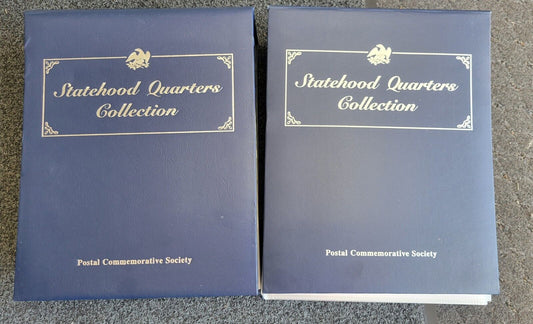 Statehood Quarters
Collection
Postal Commemorative Society
Statehood Quarters
Collection
Postal Commemorative Society